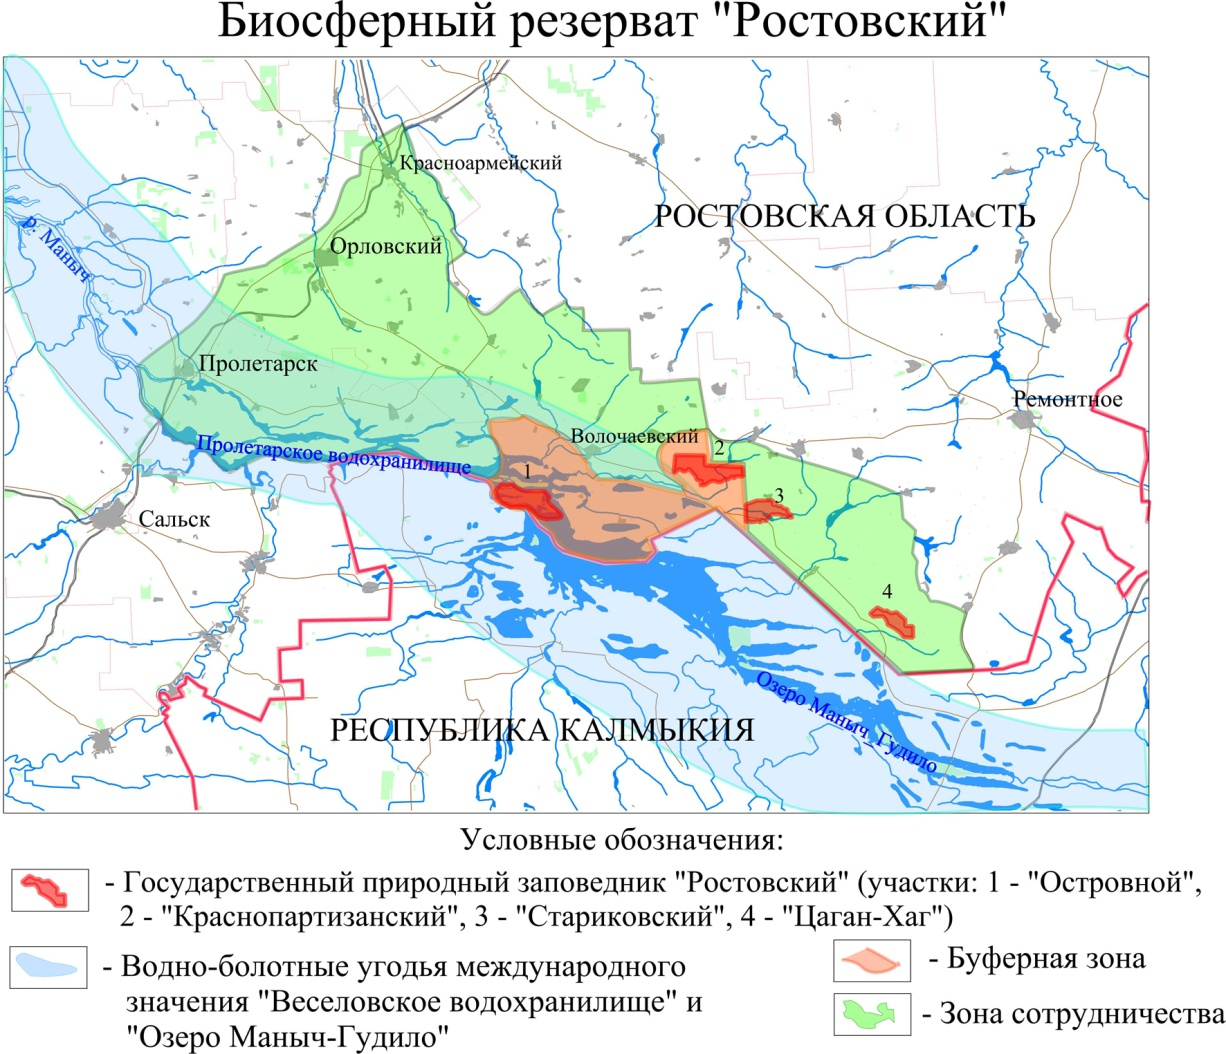 Биосферный резерват "Ростовский"
Красноармейский
РОСТОВСКАЯ ОБЛАСТЬ
р. Маныч
Орловский
Пролетарск
Ремонтное
Волочаевский
2
Пролетарское водохранилище
1
3
Сальск
4
Озеро Маныч_Гудило
РЕСПУБЛИКА КАЛМЫКИЯ
Условные обозначения:
- Государственный природный заповедник "Ростовский" (участки: 1 - "Островной",
2 - "Краснопартизанский", 3 - "Стариковский", 4 - "Цаган-Хаг")
- Водно-болотные угодья международного
значения "Веселовское водохранилище" и
"Озеро Маныч-Гудило"
- Буферная зона
- Зона сотрудничества